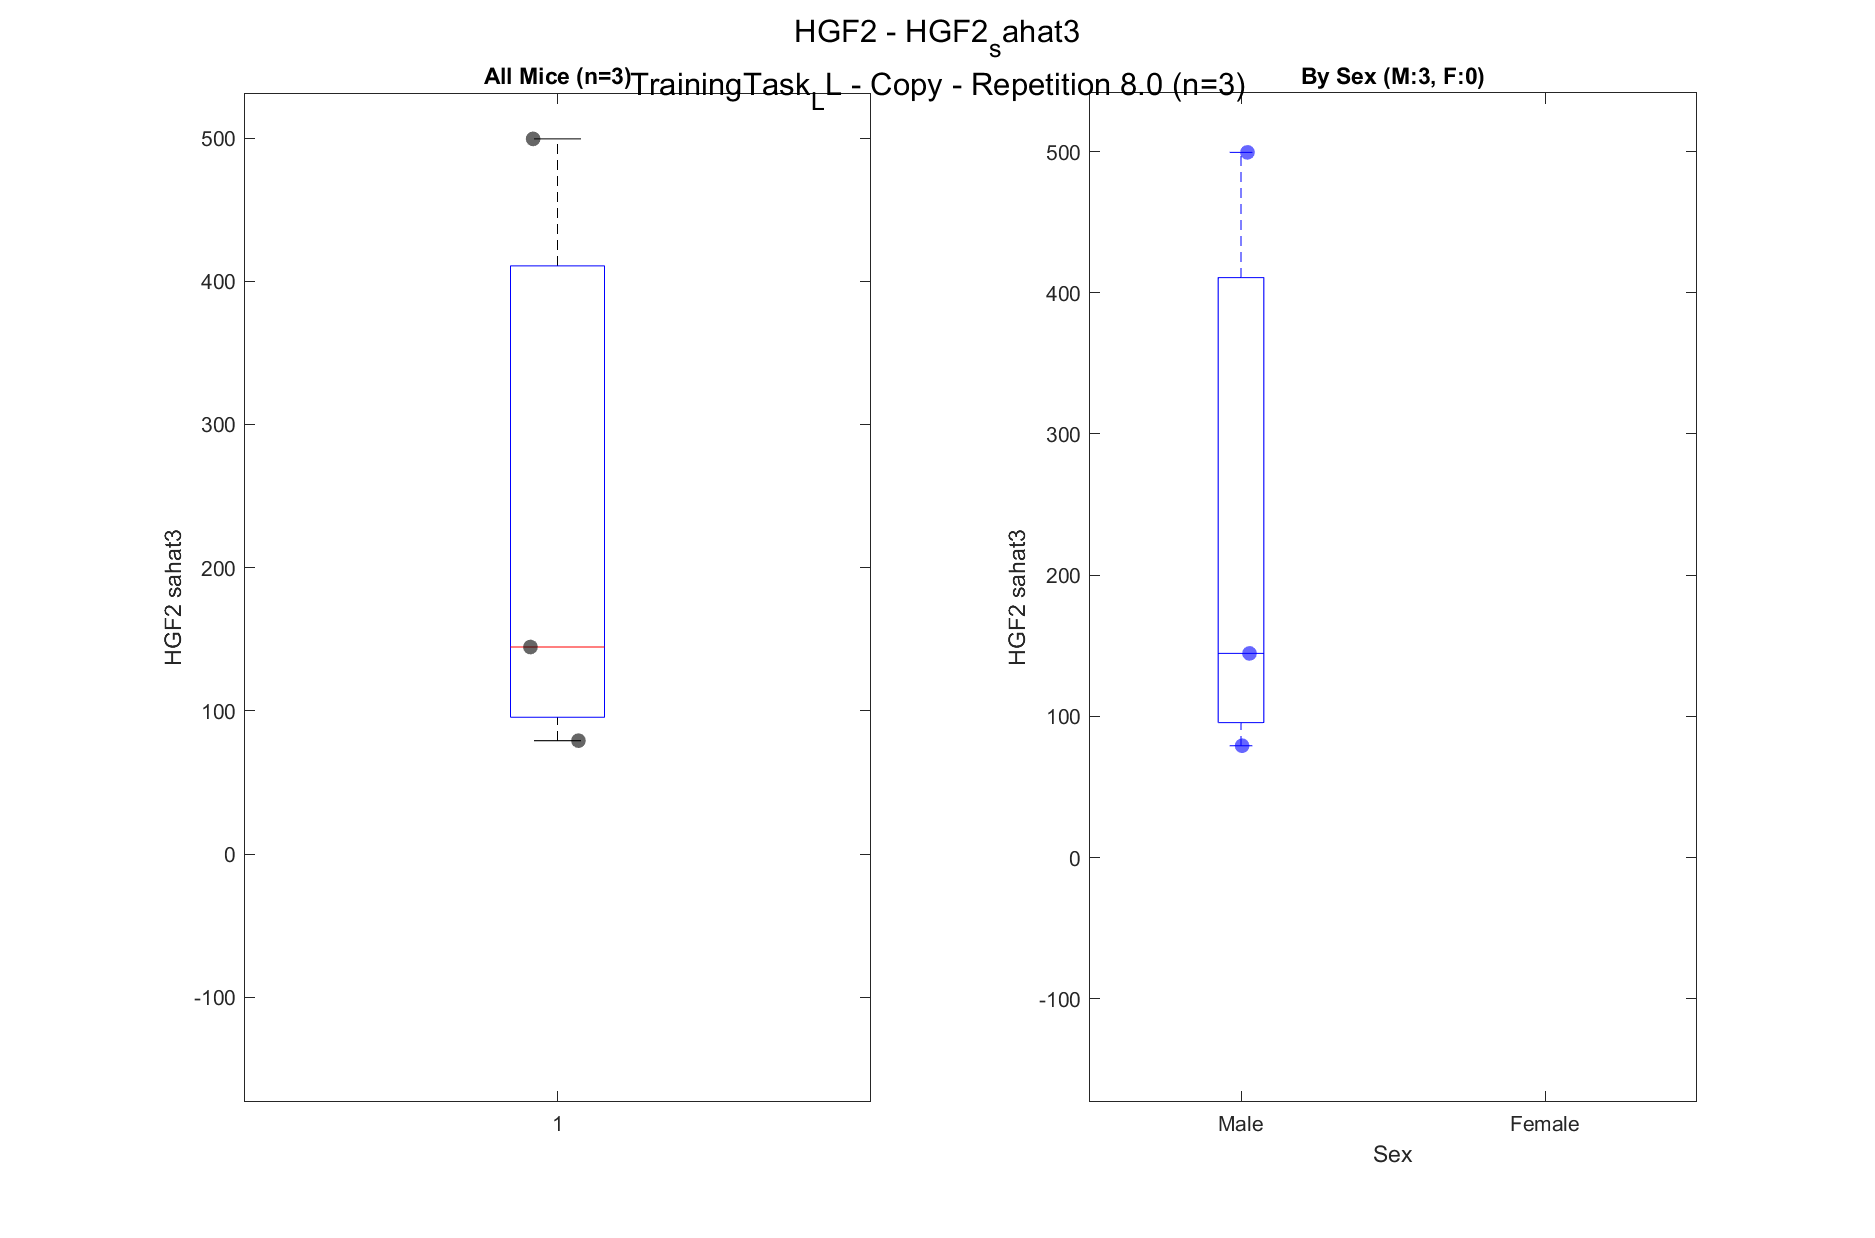 HGF2 - HGF2sahat3
TrainingTaskLL - Copy - Repetition 8.0 (n=3)
All Mice (n=3)
500
400
300
200
100
0
-100
HGF2 sahat3
1
By Sex (M:3, F:0)
500
400
300
200
100
0
-100
HGF2 sahat3
Male Female
Sex